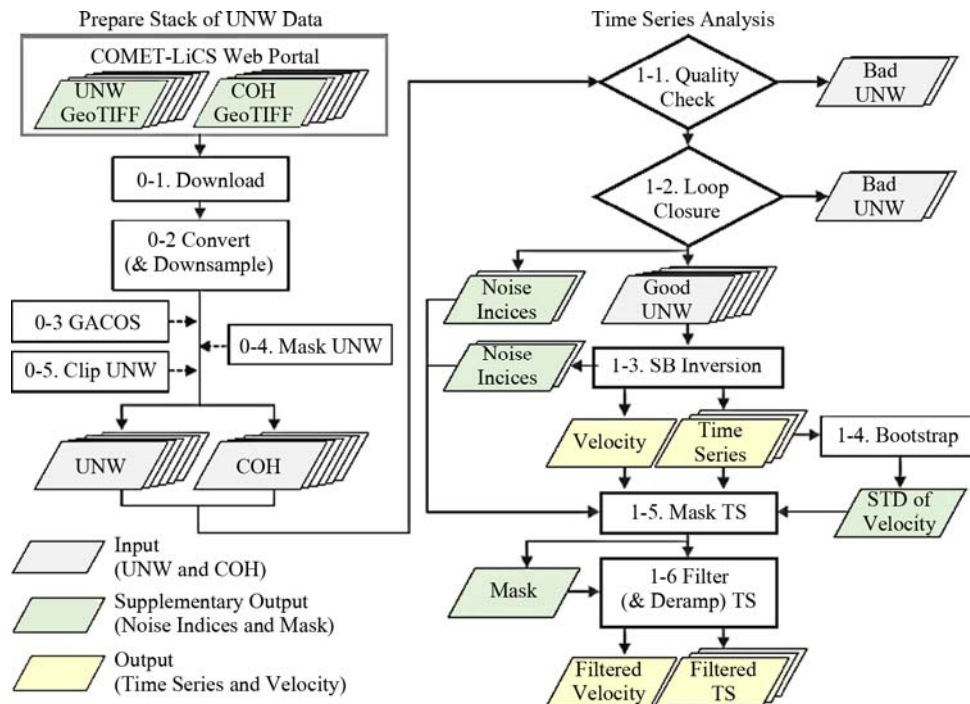 Prepare Stack of UNW Data
COMET-LiCS Web Portal
UNW
GeoTIFF
COH
GeoTIFF
0-1. Download
0-2 Convert
(& Downsample)
0-3 GACOS
0-4. Mask UNW
0-5. Clip UNW
UNW
COH
Input
(UNW and COH)
Supplementary Output
(Noise Indices and Mask)
Output
(Time Series and Velocity)
Time Series Analysis
1-1. Quality
Check
Bad
UNW
1-2. Loop
Closure
Bad
UNW
Noise
Incices
Good
UNW
Noise
Incices
1-3. SB Inversion
Velocity
Time
Series
1-4. Bootstrap
1-5. Mask TS
STD of
Velocity
Mask
1-6 Filter
(& Deramp) TS
Filtered
Velocity
Filtered
TS